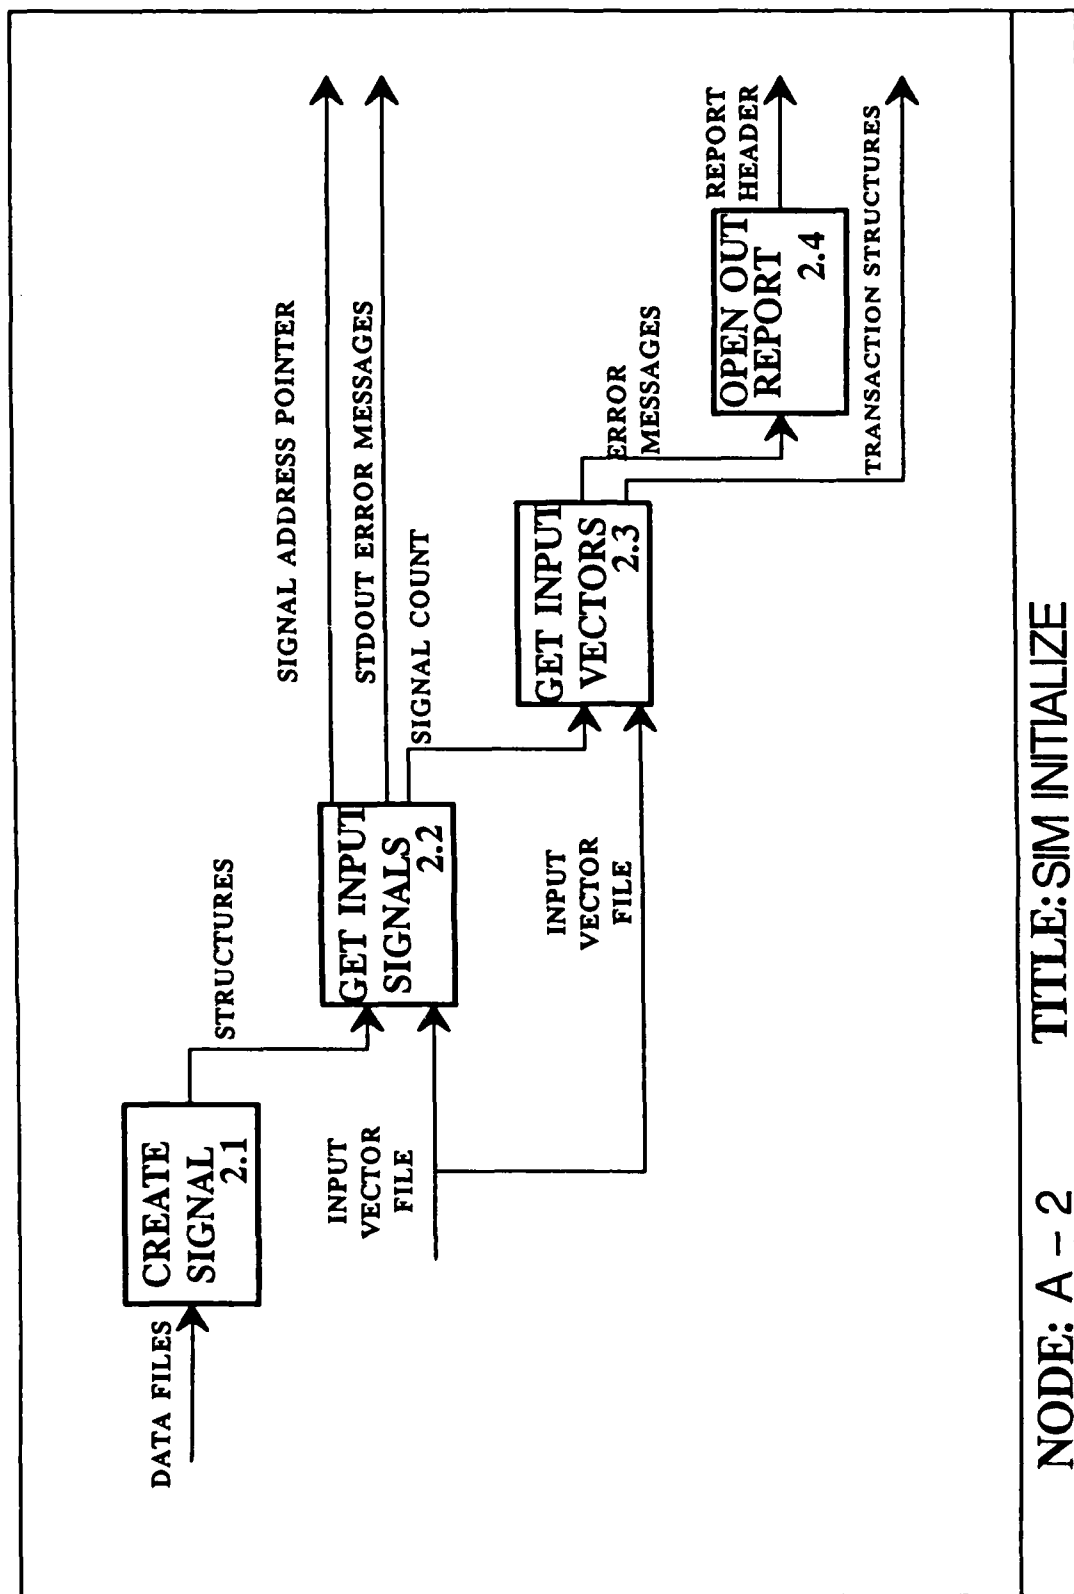 DATA FILES
CREATE
SIGNAL
2.1
STRUCTURES
INPUT
VECTOR
FILE
GET INPUT
SIGNALS
2.2
SIGNAL ADDRESS POINTER
STDOUT ERROR MESSAGES
SIGNAL COUNT
INPUT
VECTOR
FILE
GET INPUT
VECTORS
2.3
ERROR
MESSAGES
OPEN OUT
REPORT
2.4
REPORT
HEADER
TRANSACTION STRUCTURES
NODE: A - 2
TITLE: SIM INITIALIZE